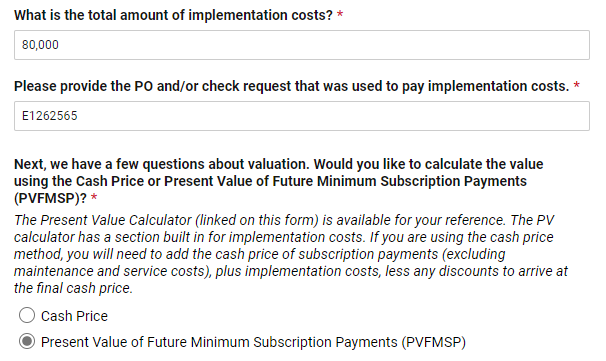 What is the total amount of implementation costs? *
80,000
Please provide the PO and/or check request that was used to pay implementation costs. *
E1262565
Next, we have a few questions about valuation. Would you like to calculate the value
using the Cash Price or Present Value of Future Minimum Subscription Payments
(PVFMSP)? *
The Present Value Calculator (linked on this form) is available for your reference. The PV
calculator has a section built in for implementation costs. If you are using the cash price
method, you will need to add the cash price of subscription payments (excluding
maintenance and service costs), plus implementation costs, less any discounts to arrive at
the final cash price.
Cash Price
Present Value of Future Minimum Subscription Payments (PVFMSP)